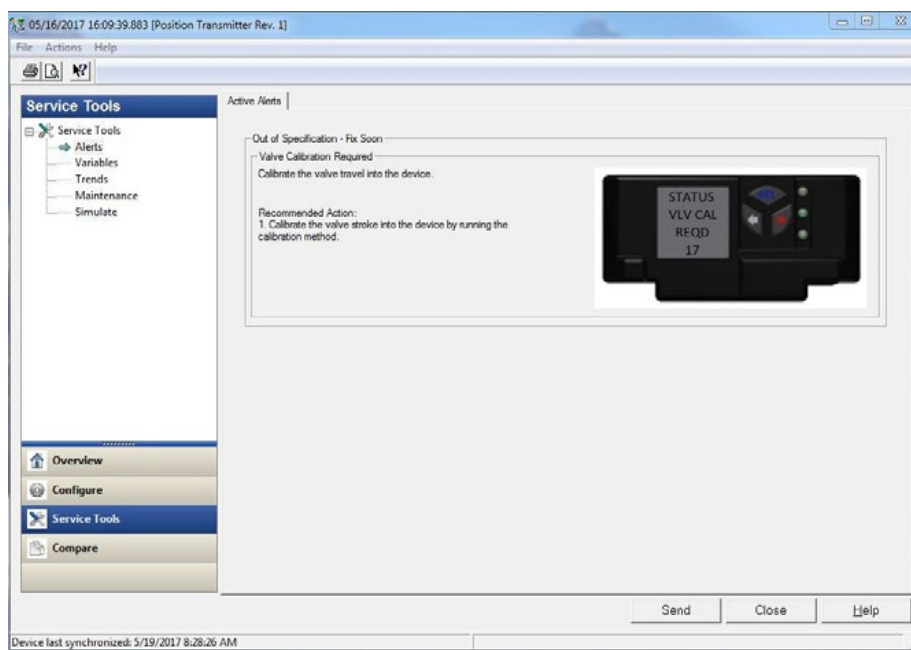 05/16/2017 16:09:39.883 [Position Transmitter Rev. 1]
File Actions Help
Service Tools
Service Tools
Alerts
Variables
Trends
Maintenance
Simulate
Overview
Configure
Service Tools
Compare
Active Alerts
Out of Specification - Fix Soon
Valve Calibration Required
Calibrate the valve travel into the device.
Recommended Action:
1. Calibrate the valve stroke into the device by running the
calibration method.
STATUS
VLV CAL
REQD
17
Send Close Help
Device last synchronized: 5/19/2017 8:28:26 AM